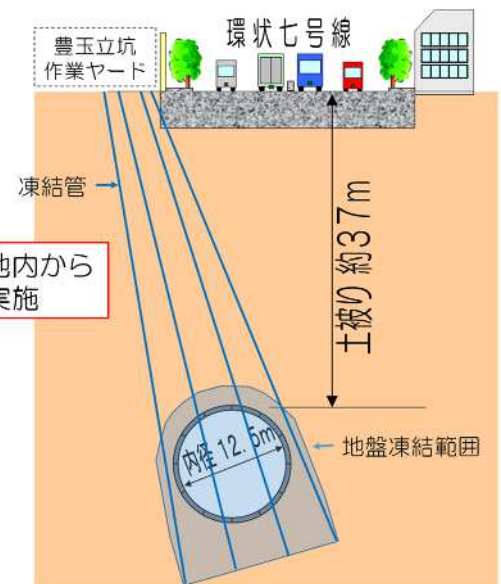 豊玉立坑
作業ヤード
環状七号線
凍結管
地内から
実施
土被り 約37m
内径12.5m
地盤凍結範囲